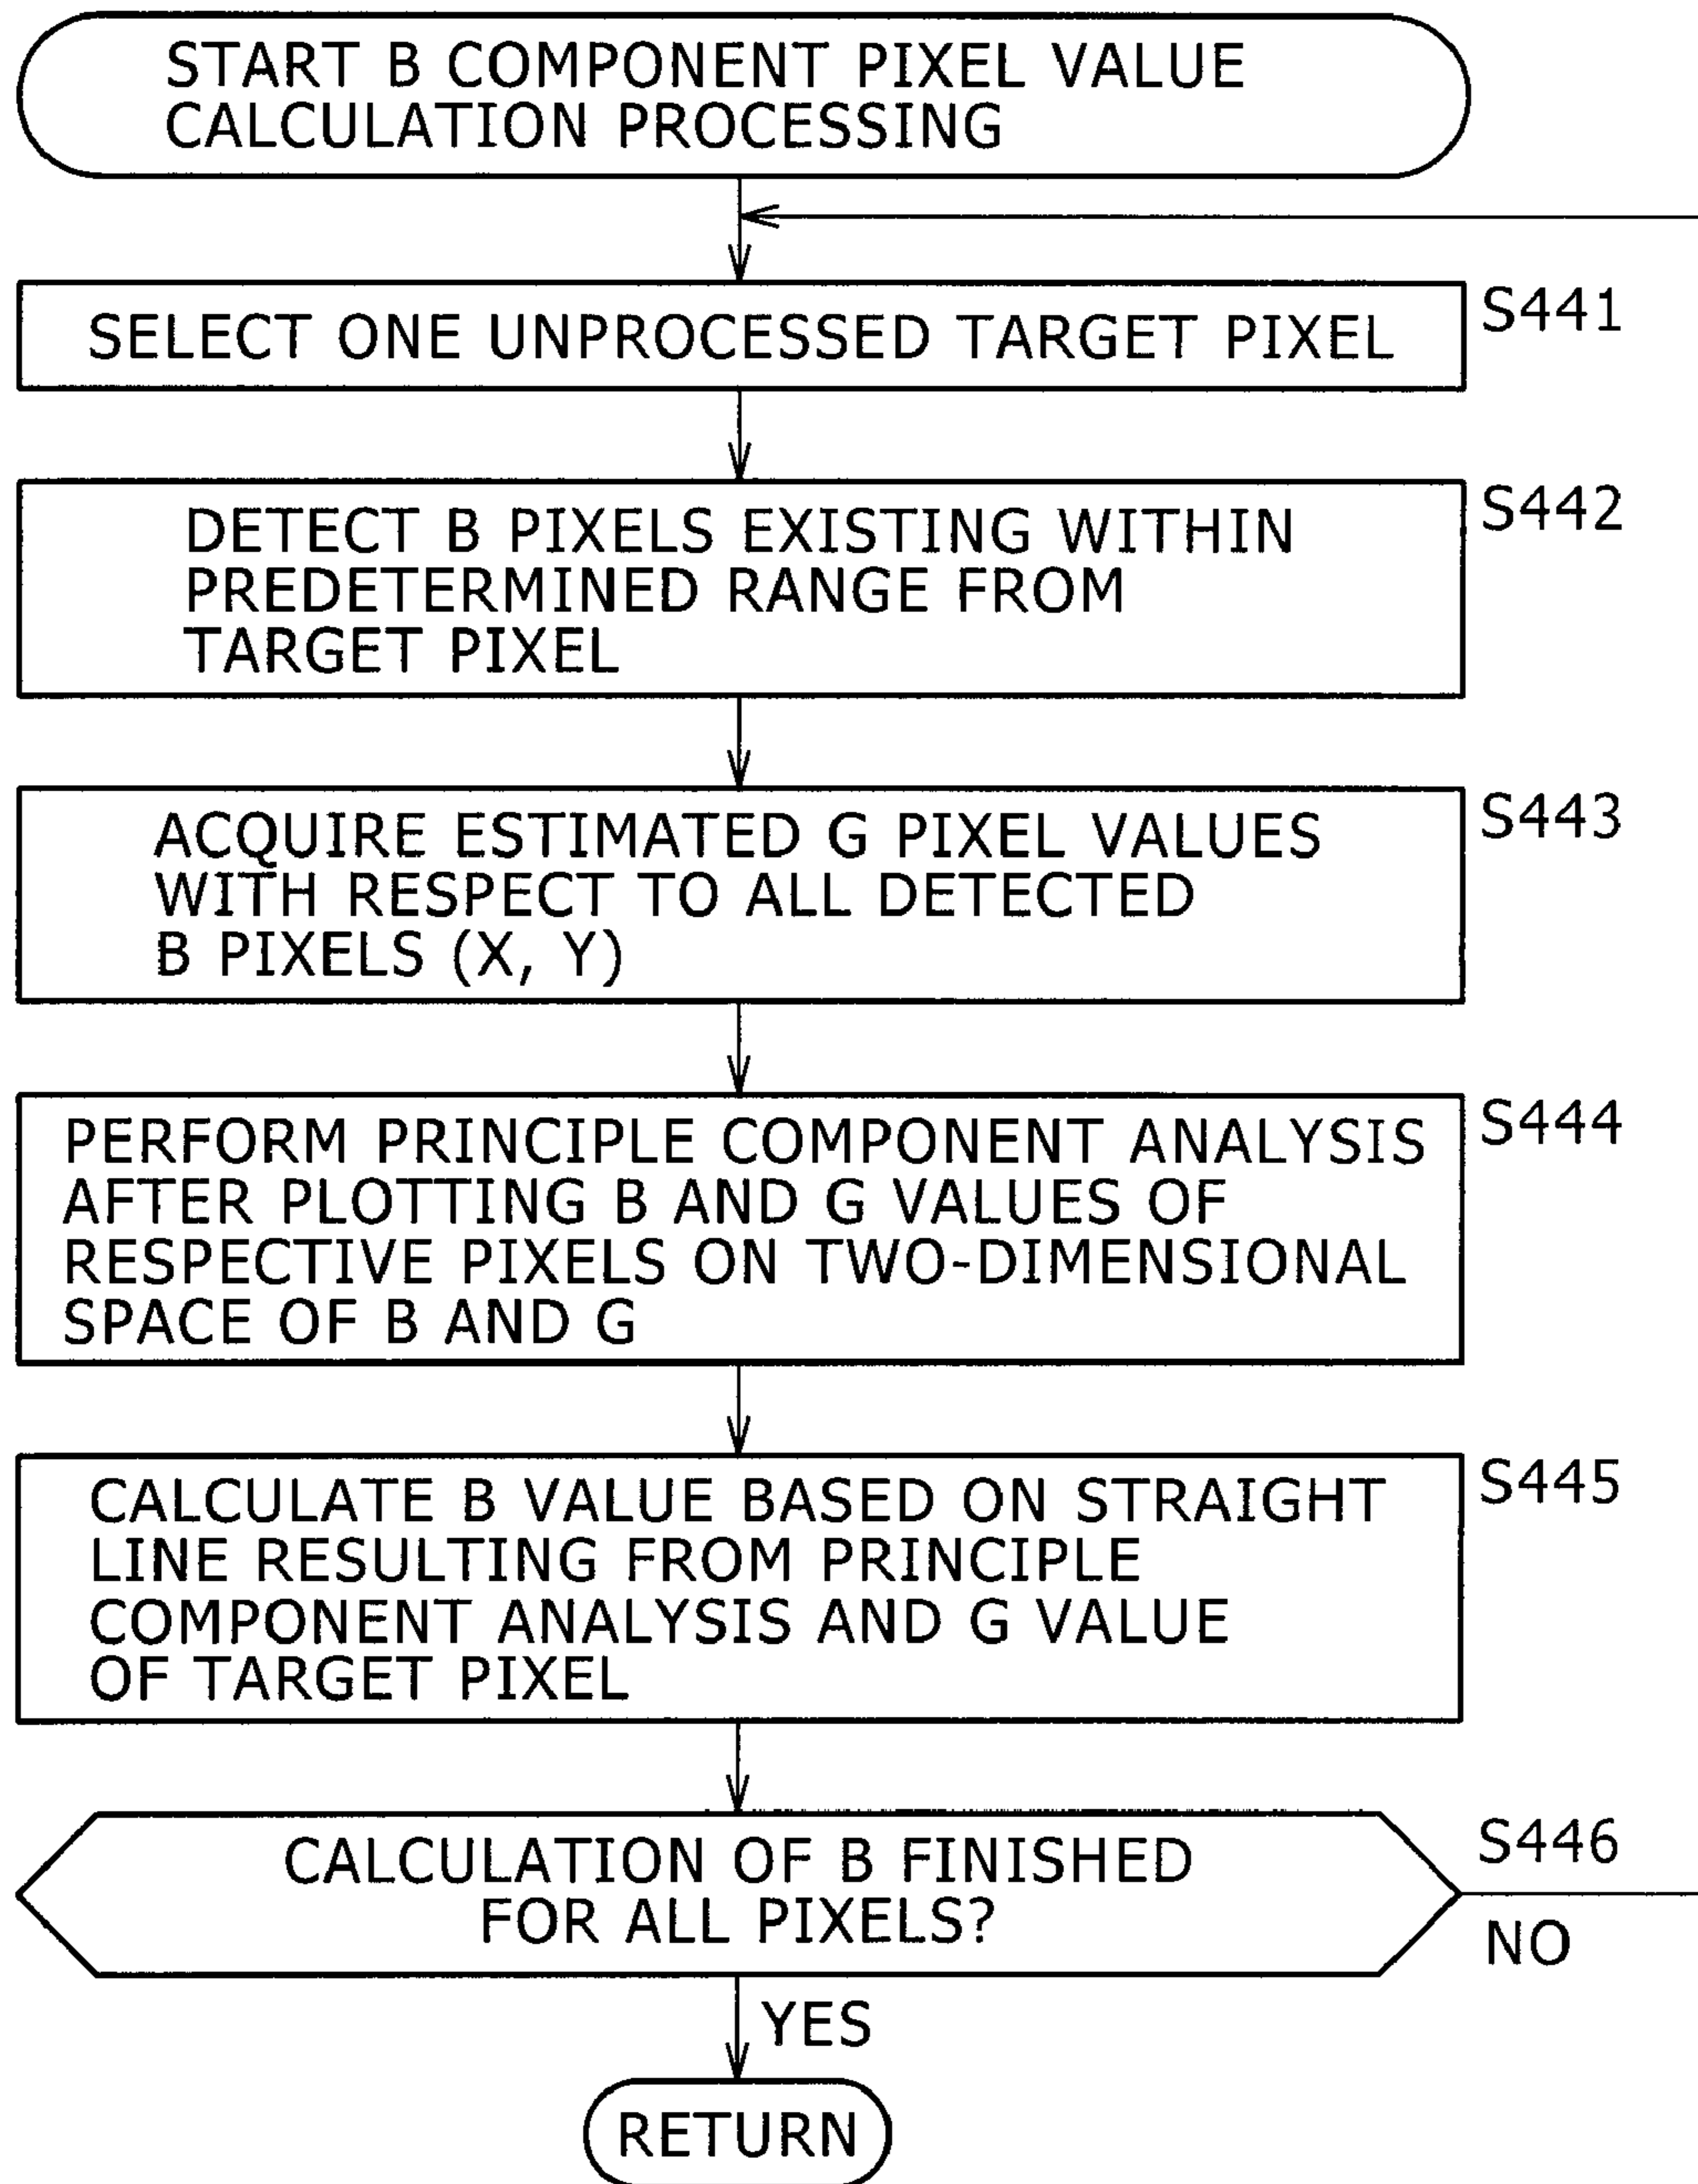 START B COMPONENT PIXEL VALUE
CALCULATION PROCESSING
SELECT ONE UNPROCESSED TARGET PIXEL
S441
DETECT B PIXELS EXISTING WITHIN
PREDETERMINED RANGE FROM
TARGET PIXEL
S442
ACQUIRE ESTIMATED G PIXEL VALUES
WITH RESPECT TO ALL DETECTED
B PIXELS (X, Y)
S443
PERFORM PRINCIPLE COMPONENT ANALYSIS
AFTER PLOTTING B AND G VALUES OF
RESPECTIVE PIXELS ON TWO-DIMENSIONAL
SPACE OF B AND G
S444
CALCULATE B VALUE BASED ON STRAIGHT
LINE RESULTING FROM PRINCIPLE
COMPONENT ANALYSIS AND G VALUE
OF TARGET PIXEL
S445
CALCULATION OF B FINISHED
FOR ALL PIXELS?
S446
NO
YES
RETURN